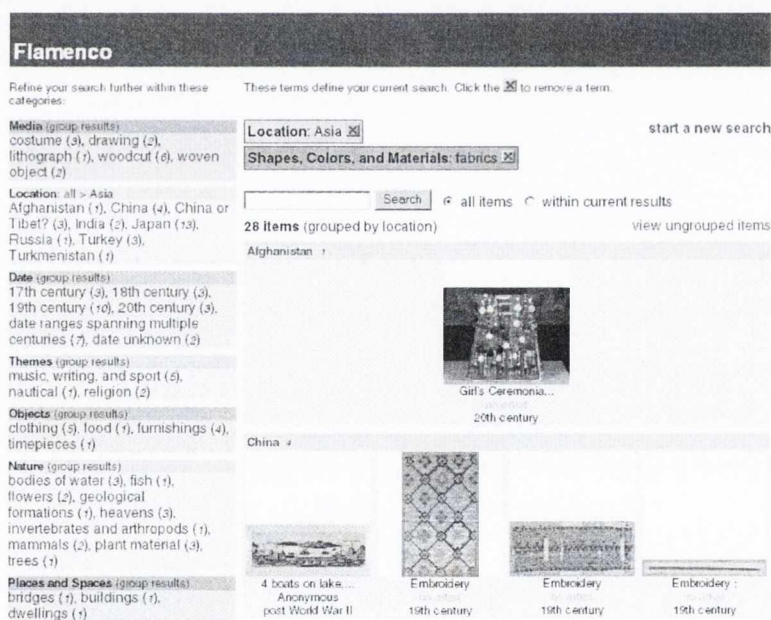 Flamenco
Refine your search further within these
categories:
These terms define your current search. Click the to remove a term.
Media (group results)
costume (3), drawing (2),
lithograph (1), woodcut (6), woven
object (2)
Location: all > Asia
Afghanistan (1), China (4), China or
Tibet? (3), India (2), Japan (13),
Russia (1), Turkey (3),
Turkmenistan (1)
Date (group results)
17th century (3), 18th century (3),
19th century (10), 20th century (3),
date ranges spanning multiple
centuries (7), date unknown (2)
Themes (group results)
music, writing, and sport (5),
nautical (1), religion (2)
Objects (group results)
clothing (5), food (1), furnishings (4),
timepieces (1)
Nature (group results)
bodies of water (3), fish (1),
flowers (2), geological
formations (1), heavens (3),
invertebrates and arthropods (1),
mammals (2), plant material (3),
trees (1)
Places and Spaces (group results)
bridges (1), buildings (1),
dwellings (1)
Location: Asia
start a new search
Shapes, Colors, and Materials: fabrics
Search all items within current results
28 items (grouped by location)
view ungrouped items
Afghanistan 1
Girl's Ceremonia...
20th century
China 4
4 boats on lake,...
Anonymous
post World War II
Embroidery
19th century
Embroidery
19th century
Embroidery :
19th century